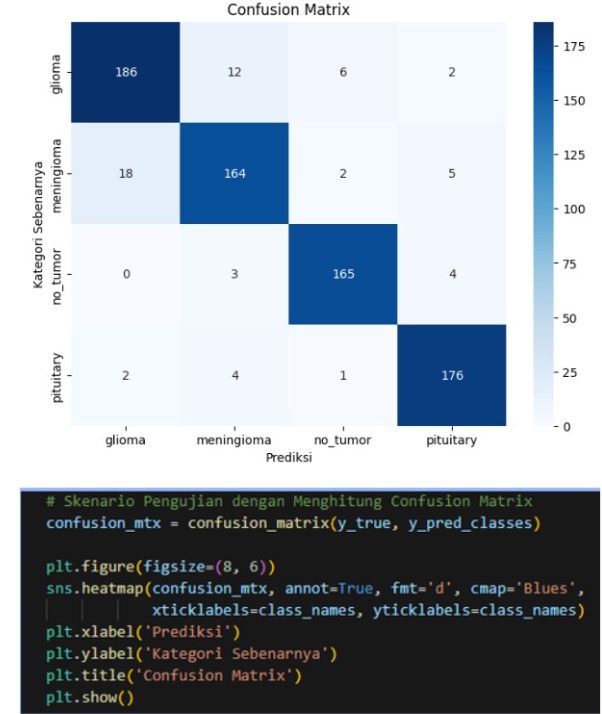 Confusion Matrix
glioma
186 12 6 2
meningioma
18 164 2 5
no_tumor
0 3 165 4
pituitary
2 4 1 176
Kategori Sebenarnya
glioma meningioma no_tumor pituitary
Prediksi
175
150
125
100
75
50
25
0
# Skenario Pengujian dengan Menghitung Confusion Matrix
confusion_mtx = confusion_matrix(y_true, y_pred_classes)
plt.figure(figsize=(8, 6))
sns.heatmap(confusion_mtx, annot=True, fmt='d', cmap='Blues',
xticklabels=class_names, yticklabels=class_names)
plt.xlabel('Prediksi')
plt.ylabel('Kategori Sebenarnya')
plt.title('Confusion Matrix')
plt.show()